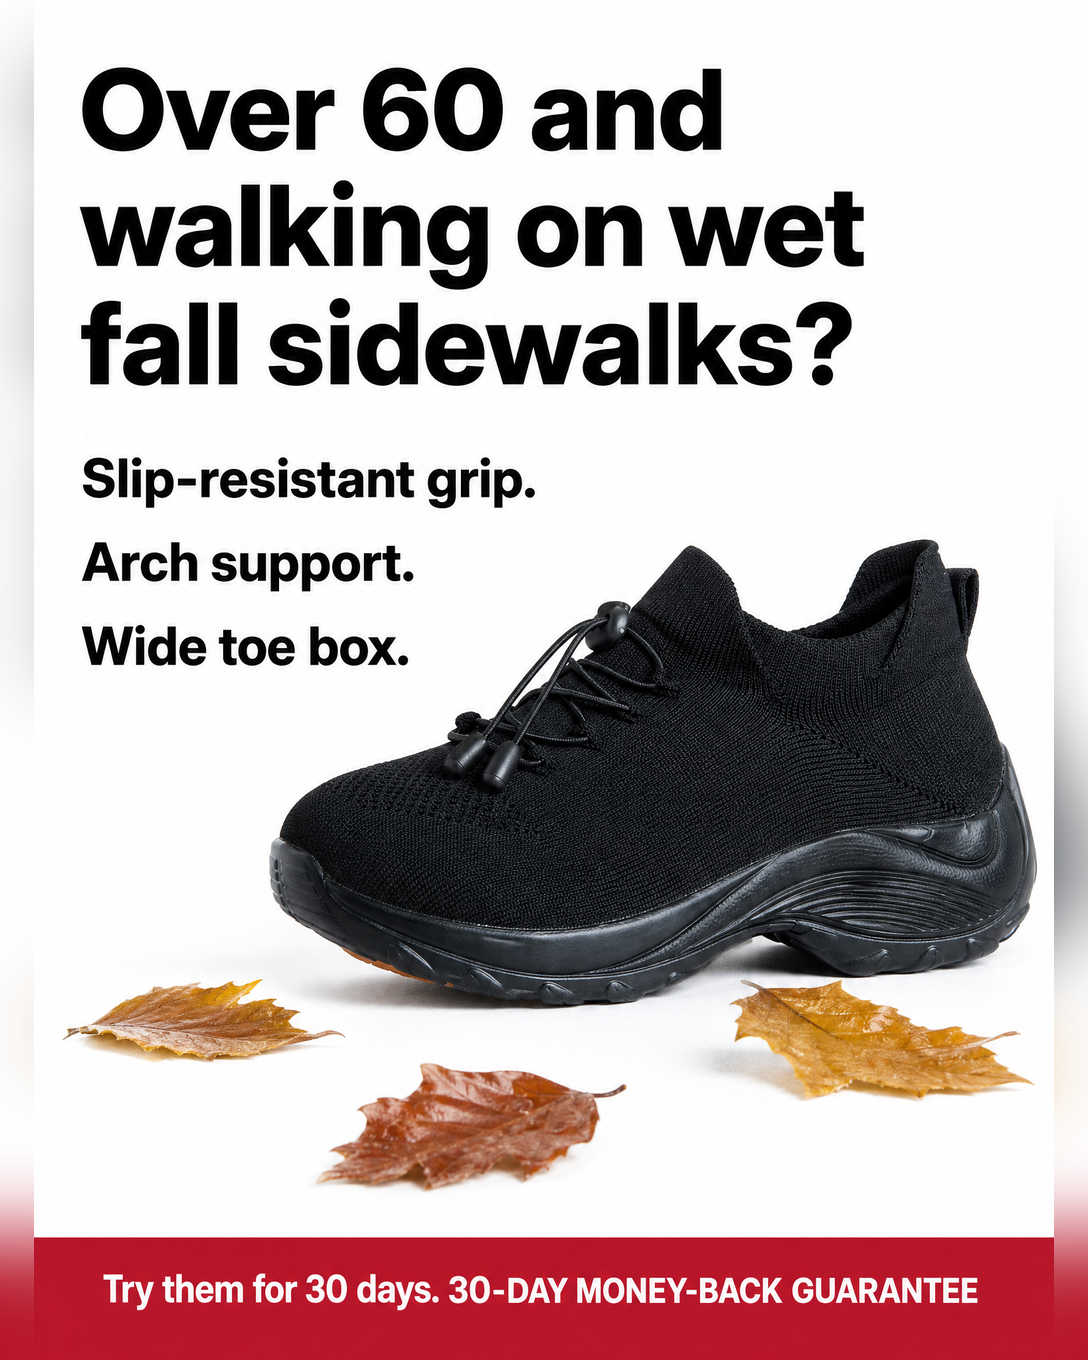 Over 60 and
walking on wet
fall sidewalks?
Slip-resistant grip.
Arch support.
Wide toe box.
Try them for 30 days. 30-DAY MONEY-BACK GUARANTEE